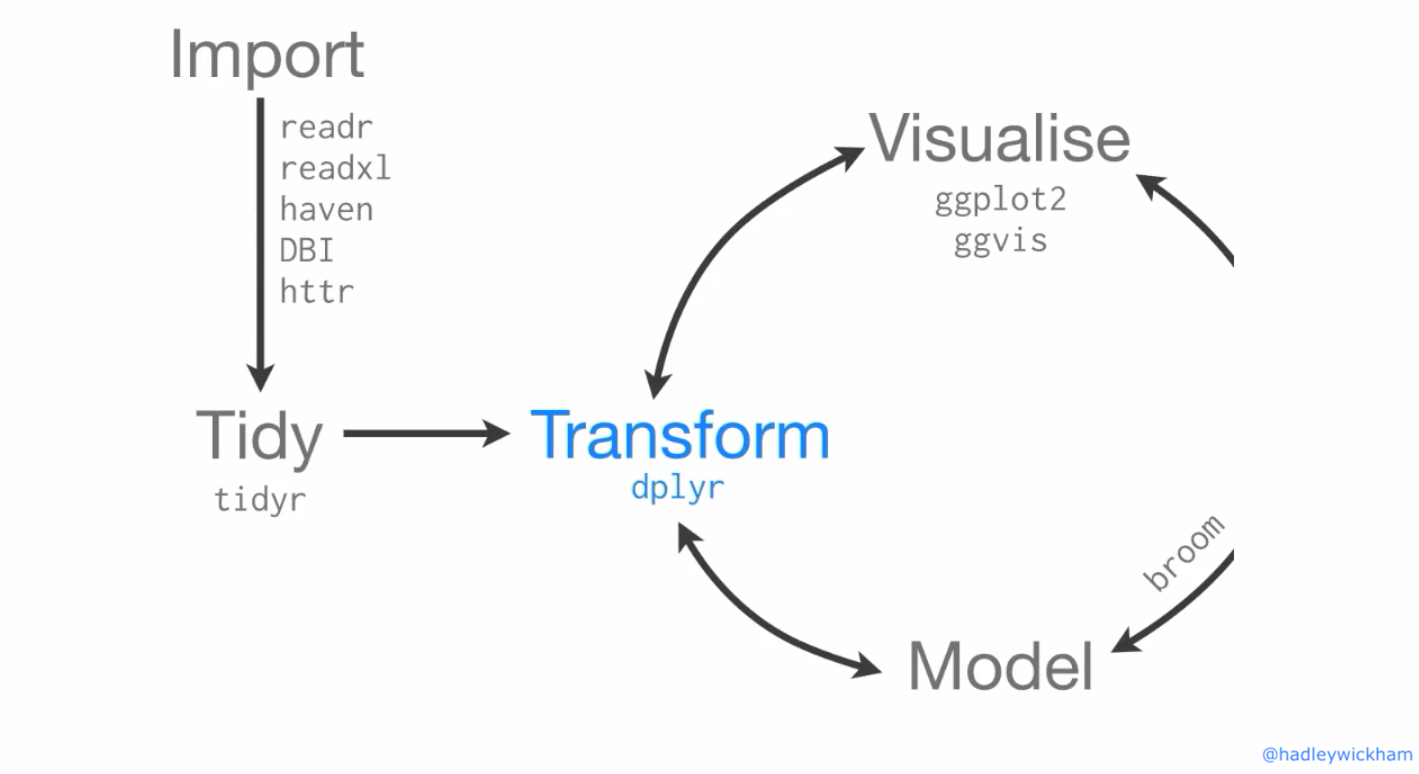 Import
readr
readxl
haven
DBI
httr
Tidy
tidyr
Transform
dplyr
Visualise
ggplot2
ggvis
broom
Model
@hadleywickham